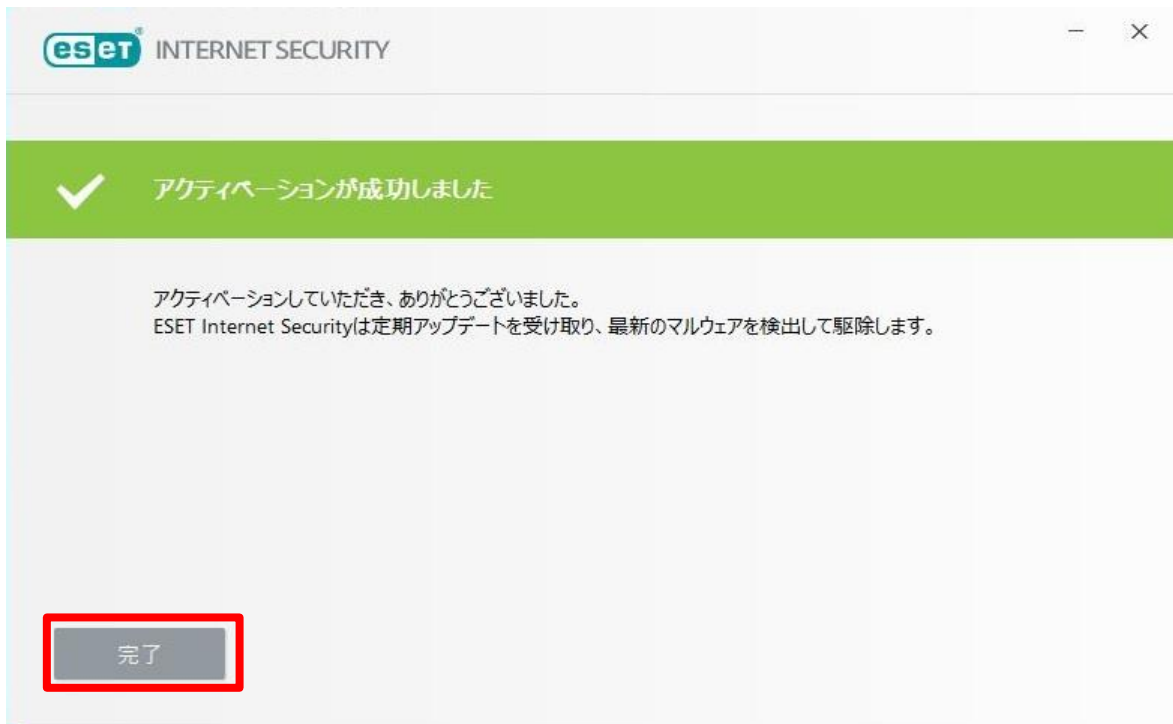 eset® INTERNET SECURITY
アクティベーションが成功しました
アクティベーションしていただき、ありがとうございました。
ESET Internet Securityは定期アップデートを受け取り、最新のマルウェアを検出して駆除します。
完了